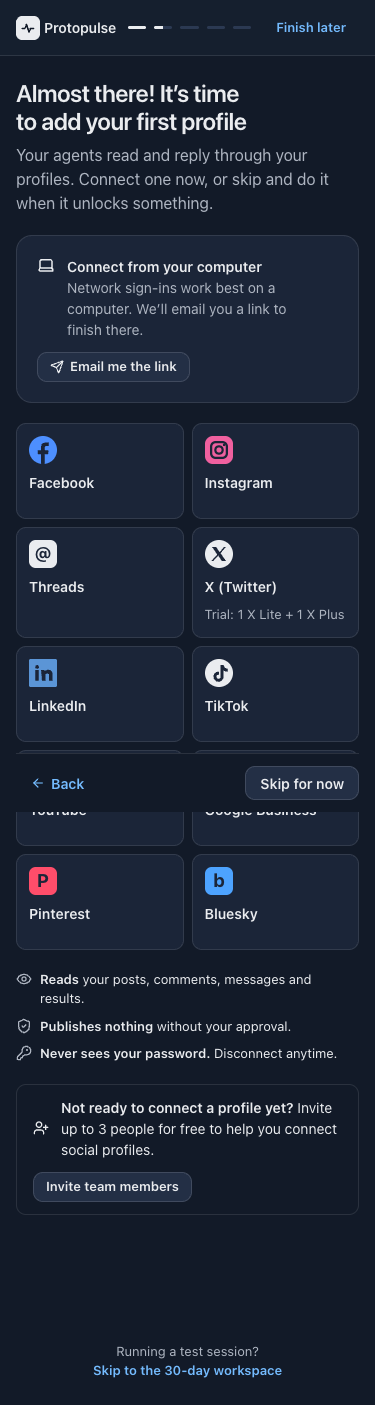 Protopulse
Finish later
Almost there! It’s time
to add your first profile
Your agents read and reply through your
profiles. Connect one now, or skip and do it
when it unlocks something.
Connect from your computer
Network sign-ins work best on a
computer. We’ll email you a link to
finish there.
Email me the link
Facebook
Instagram
Threads
X (Twitter)
Trial: 1 X Lite + 1 X Plus
LinkedIn
TikTok
Back
Skip for now
YouTube
Google Business
Pinterest
Bluesky
Reads your posts, comments, messages and
results.
Publishes nothing without your approval.
Never sees your password. Disconnect anytime.
Not ready to connect a profile yet? Invite
up to 3 people for free to help you connect
social profiles.
Invite team members
Running a test session?
Skip to the 30-day workspace